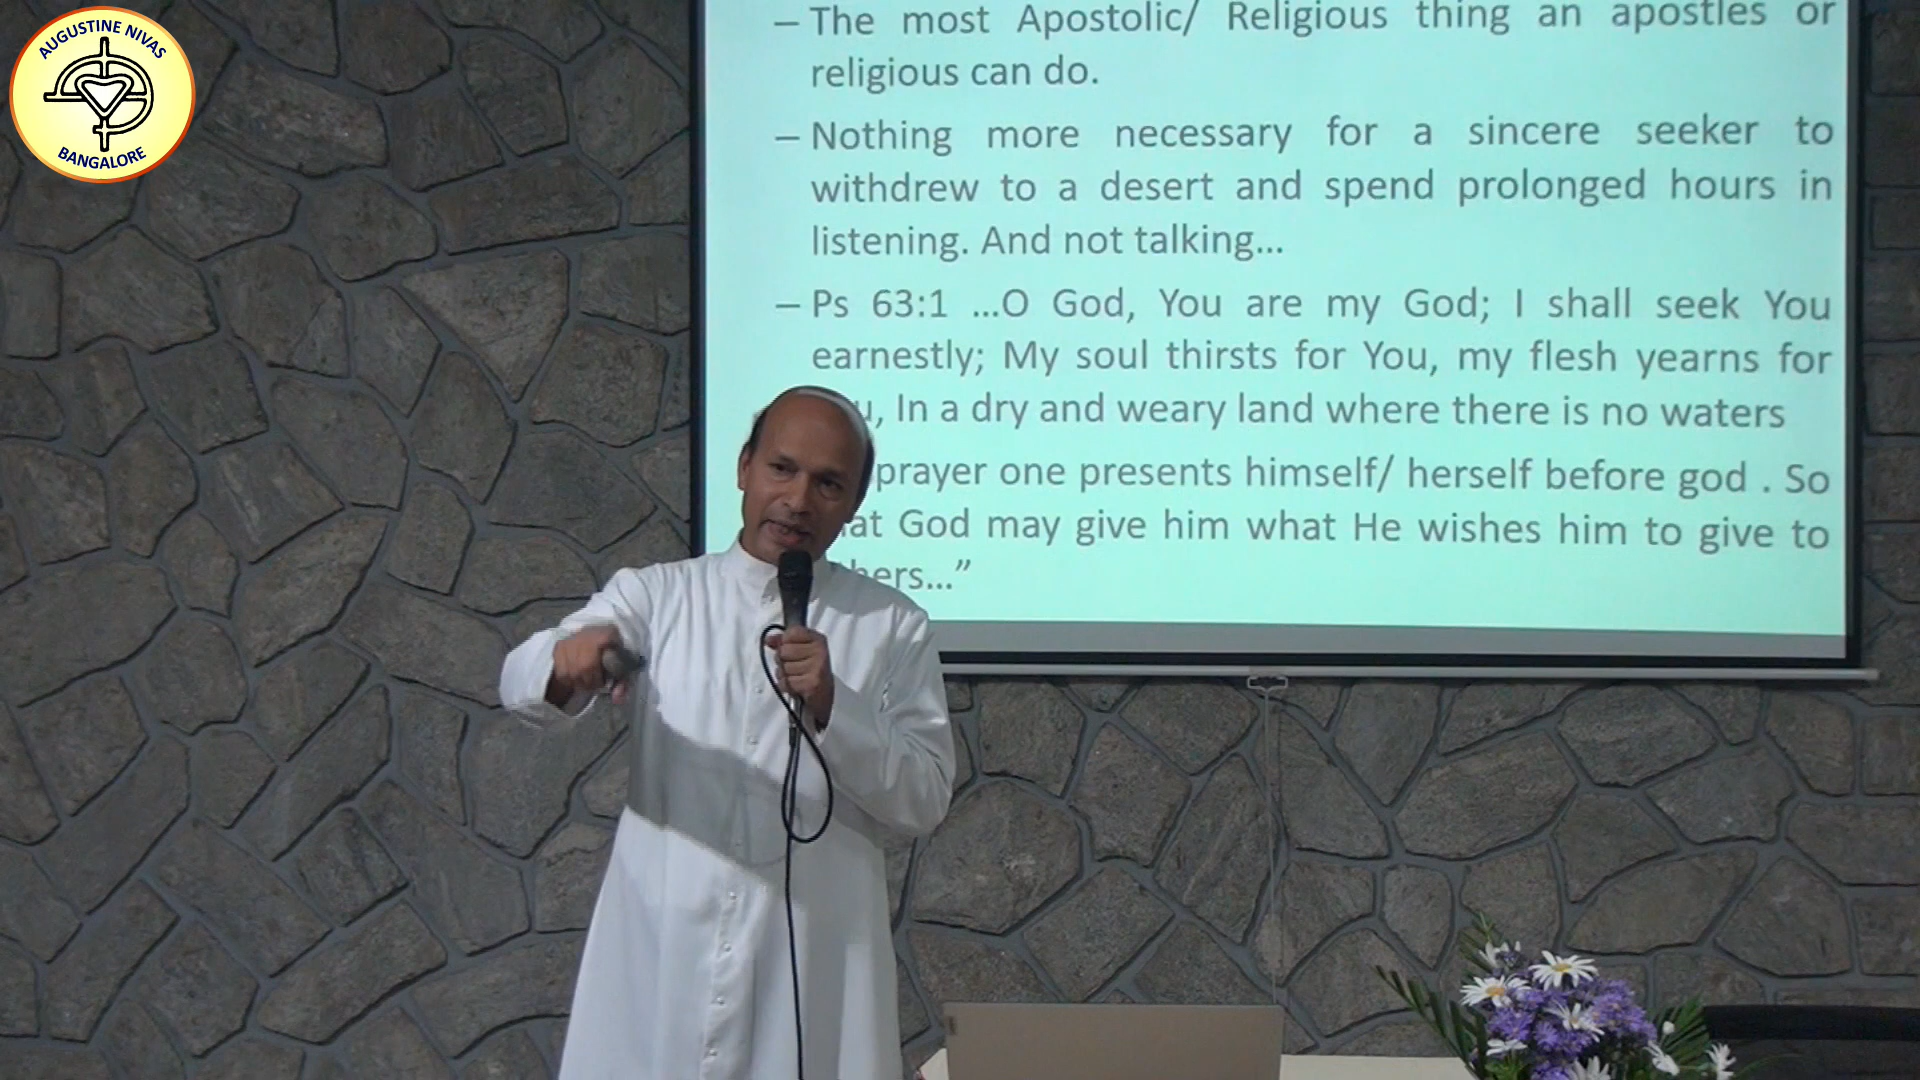 AUGUSTINE NIVAS
BANGALORE
– The most Apostolic/ Religious thing an apostles or
religious can do.
– Nothing more necessary for a sincere seeker to
withdrew to a desert and spend prolonged hours in
listening. And not talking...
– Ps 63:1 ...O God, You are my God; I shall seek You
earnestly; My soul thirsts for You, my flesh yearns for
In a dry and weary land where there is no waters
prayer one presents himself/ herself before god . So
God may give him what He wishes him to give to